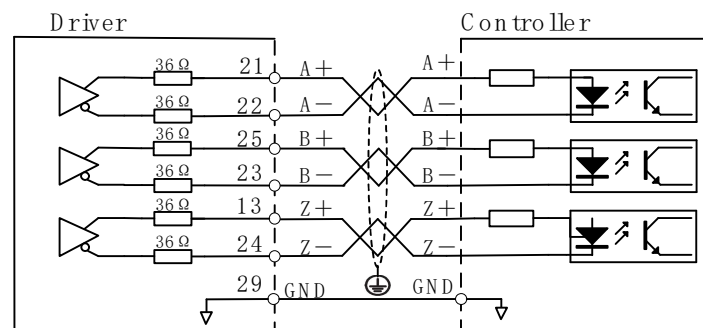 Driver Controller
36Ω 21 A+ A+
36Ω 22 A− A−
36Ω 25 B+ B+
36Ω 23 B− B−
36Ω 13 Z+ Z+
36Ω 24 Z− Z−
29 GND GND